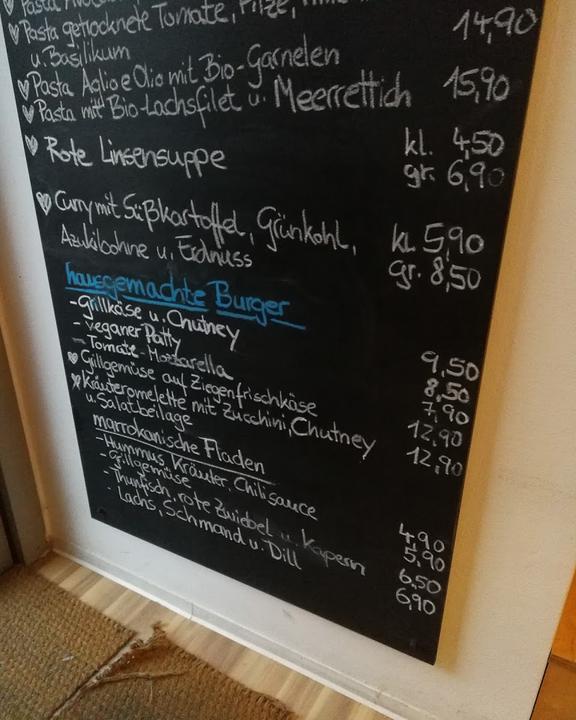 ♥ Pasta
♥ Pasta getrocknete Tomate, Pilze,
u. Basilikum 14,90
♥ Pasta Aglio e Olio mit Bio-Garnelen
♥ Pasta mit Bio-Lachsfilet u. Meerrettich 15,90
♥ Rote Linsensuppe kl. 4,50
gr. 6,90
♥ Curry mit Süßkartoffel, Grünkohl,
Azukibohne u. Erdnuss kl. 5,90
gr. 8,50
hausgemachte Burger
- Grillkäse u. Chutney 9,50
- veganer Patty 8,50
- Tomate-Mozzarella 7,90
♥ Grillgemüse auf Ziegenfrischkäse 12,90
♥ Kräuteromelette mit Zucchini, Chutney
u. Salatbeilage 12,90
marrokanische Fladen
- Hummus, Kräuter Chilisauce 4,90
- Grillgemüse 5,90
- Thunfisch, rote Zwiebel u. Kapern 6,50
- Lachs, Schmand u. Dill 6,90